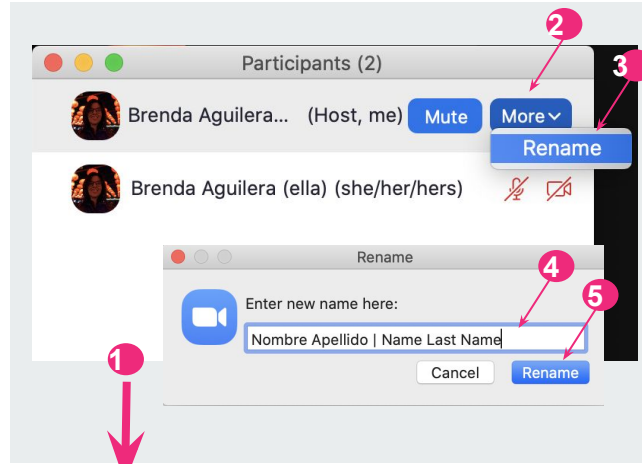 2
Participants (2)
3
Brenda Aguilera... (Host, me) Mute More
Rename
Brenda Aguilera (ella) (she/her/hers)
Rename
4
Enter new name here:
5
Nombre Apellido | Name Last Name
1
Cancel Rename